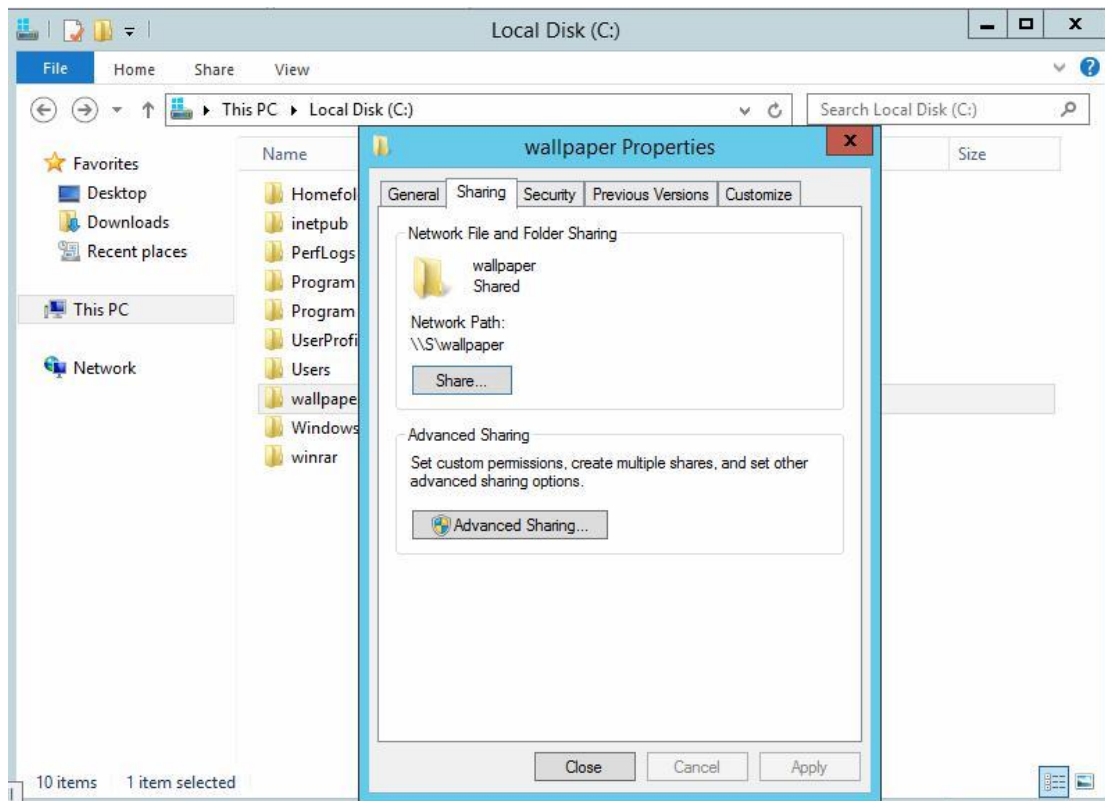 Local Disk (C:)
File Home Share View
This PC Local Disk (C:)
Search Local Disk (C:)
Favorites
Desktop
Downloads
Recent places
This PC
Network
Name
Size
Homefol
inetpub
PerfLogs
Program
Program
UserProfi
Users
wallpape
Windows
winrar
wallpaper Properties
General Sharing Security Previous Versions Customize
Network File and Folder Sharing
wallpaper
Shared
Network Path:
\\S\wallpaper
Share...
Advanced Sharing
Set custom permissions, create multiple shares, and set other
advanced sharing options.
Advanced Sharing...
Close Cancel Apply
10 items 1 item selected